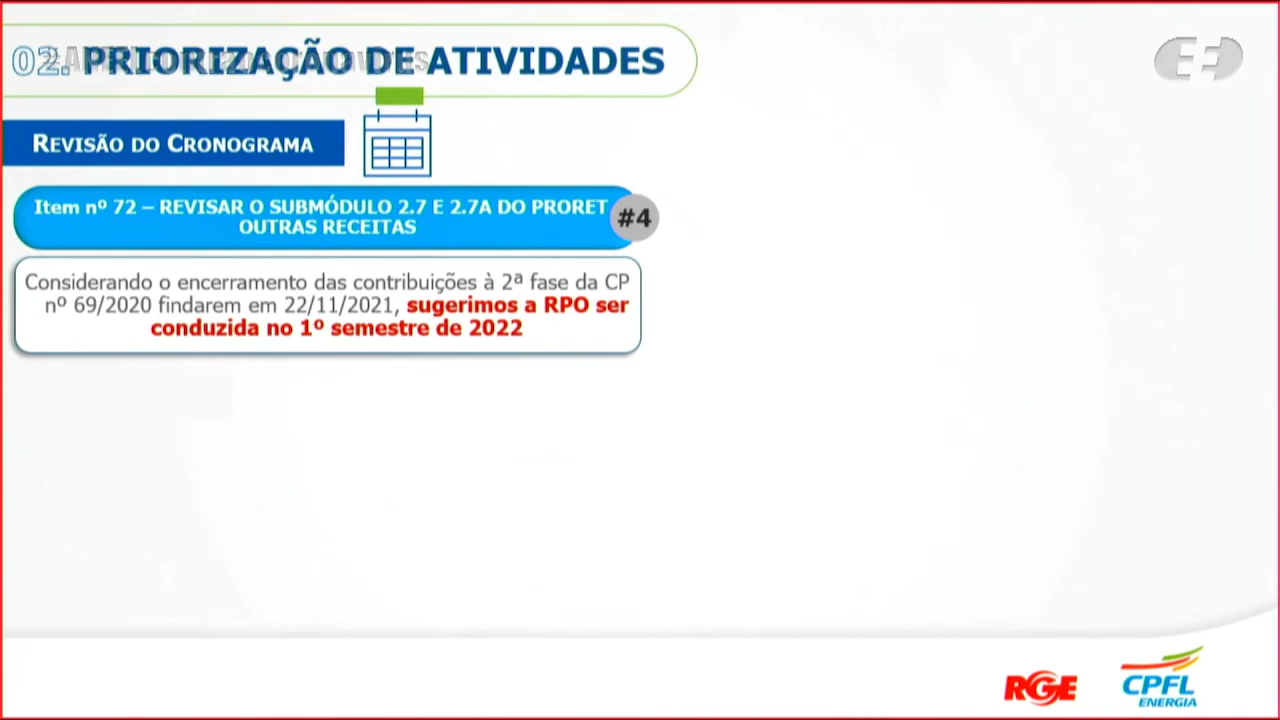 02. PRIORIZAÇÃO DE ATIVIDADES
REVISÃO DO CRONOGRAMA
Item nº 72 – REVISAR O SUBMÓDULO 2.7 E 2.7A DO PRORET
OUTRAS RECEITAS
#4
Considerando o encerramento das contribuições à 2ª fase da CP
nº 69/2020 findarem em 22/11/2021, sugerimos a RPO ser
conduzida no 1º semestre de 2022
RGE
CPFL
ENERGIA